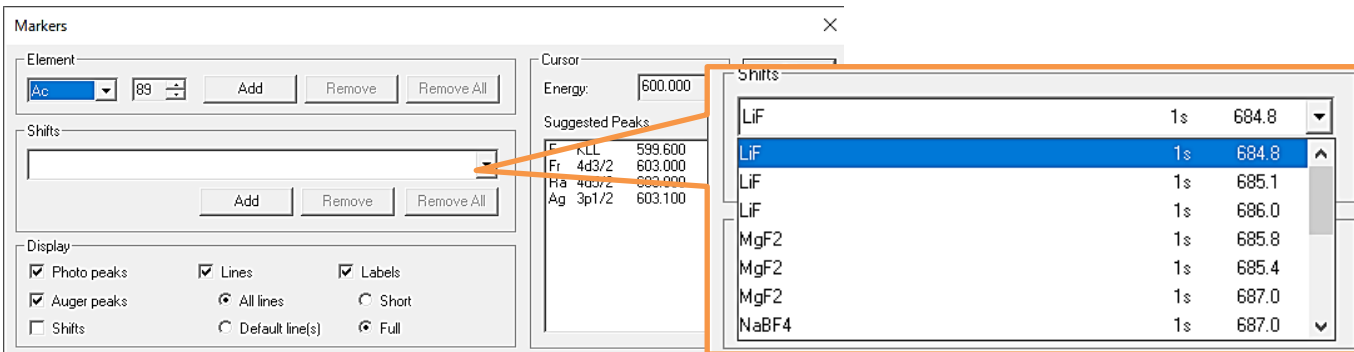 Markers
Element
Ac 89 Add Remove Remove All
Shifts
Add Remove Remove All
Display
Photo peaks Lines Labels
Auger peaks All lines Short
Shifts Default line(s) Full
Cursor
Energy: 600.000
Suggested Peaks
F KLL 599.600
Fr 4d3/2 603.000
Ra 4d5/2 603.000
Ag 3p1/2 603.100
Shifts
LiF 1s 684.8
LiF 1s 684.8
LiF 1s 685.1
LiF 1s 686.0
MgF2 1s 685.8
MgF2 1s 685.4
MgF2 1s 687.0
NaBF4 1s 687.0